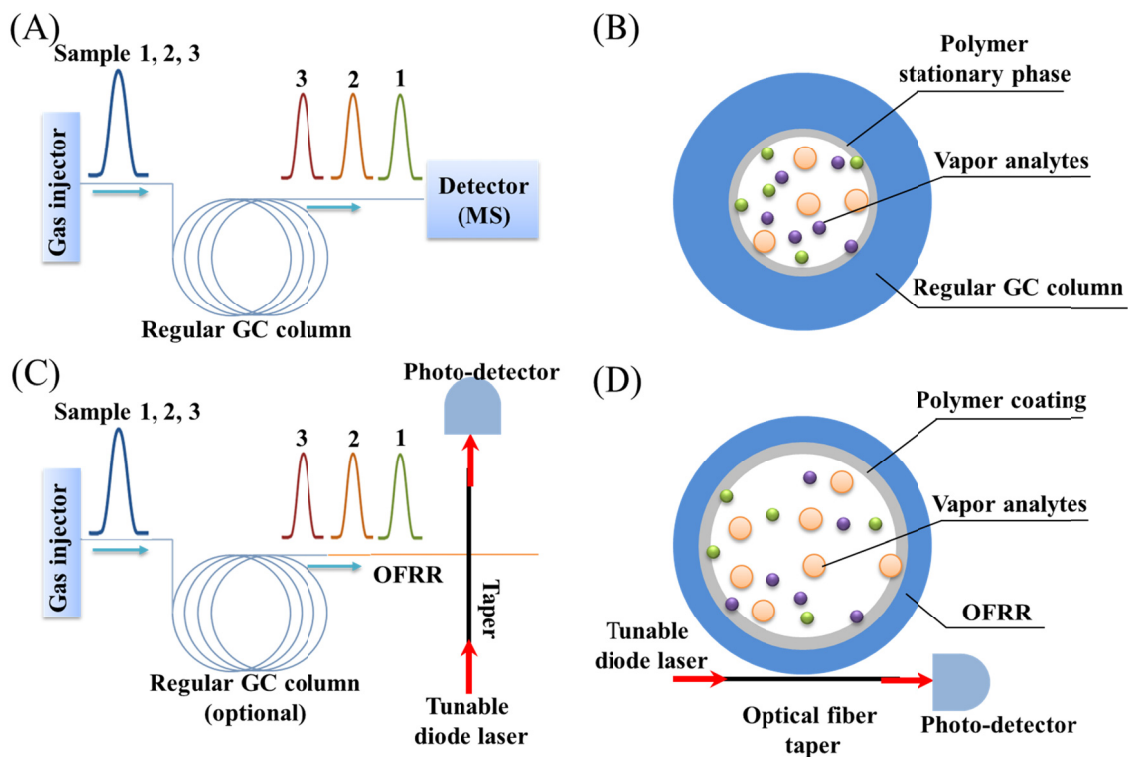 (A)
Sample 1, 2, 3
3 2 1
Gas injector
Detector
(MS)
Regular GC column
(B)
Polymer
stationary phase
Vapor analytes
Regular GC column
(C)
Photo-detector
Sample 1, 2, 3
3 2 1
Gas injector
OFRR
Taper
Regular GC column
(optional)
Tunable
diode laser
(D)
Polymer coating
Vapor analytes
OFRR
Tunable
diode laser
Optical fiber
taper
Photo-detector